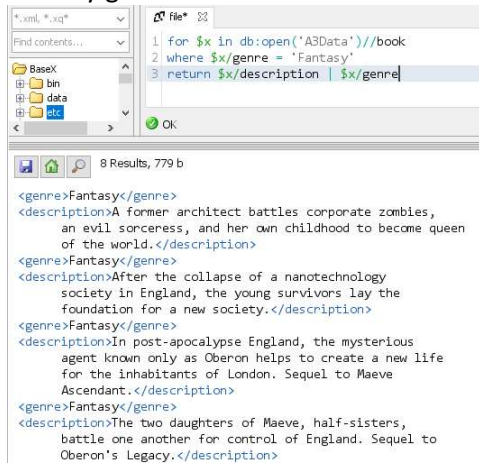 *.xml, *.xq*
file*
Find contents...
1 for $x in db:open('A3Data')//book
2 where $x/genre = 'Fantasy'
3 return $x/description | $x/genre
BaseX
bin
data
etc
OK
8 Results, 779 b
<genre>Fantasy</genre>
<description>A former architect battles corporate zombies,
an evil sorceress, and her own childhood to become queen
of the world.</description>
<genre>Fantasy</genre>
<description>After the collapse of a nanotechnology
society in England, the young survivors lay the
foundation for a new society.</description>
<genre>Fantasy</genre>
<description>In post-apocalypse England, the mysterious
agent known only as Oberon helps to create a new life
for the inhabitants of London. Sequel to Maeve
Ascendant.</description>
<genre>Fantasy</genre>
<description>The two daughters of Maeve, half-sisters,
battle one another for control of England. Sequel to
Oberon's Legacy.</description>